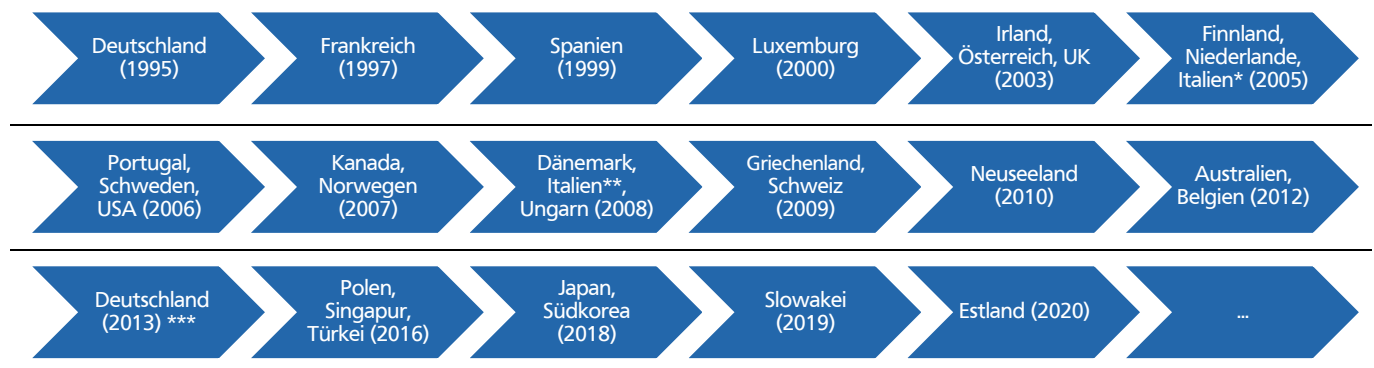 Deutschland
(1995)
Frankreich
(1997)
Spanien
(1999)
Luxemburg
(2000)
Irland,
Österreich, UK
(2003)
Finnland,
Niederlande,
Italien* (2005)
Portugal,
Schweden,
USA (2006)
Kanada,
Norwegen
(2007)
Dänemark,
Italien**,
Ungarn (2008)
Griechenland,
Schweiz
(2009)
Neuseeland
(2010)
Australien,
Belgien (2012)
Deutschland
(2013) ***
Polen,
Singapur,
Türkei (2016)
Japan,
Südkorea
(2018)
Slowakei
(2019)
Estland (2020)
...